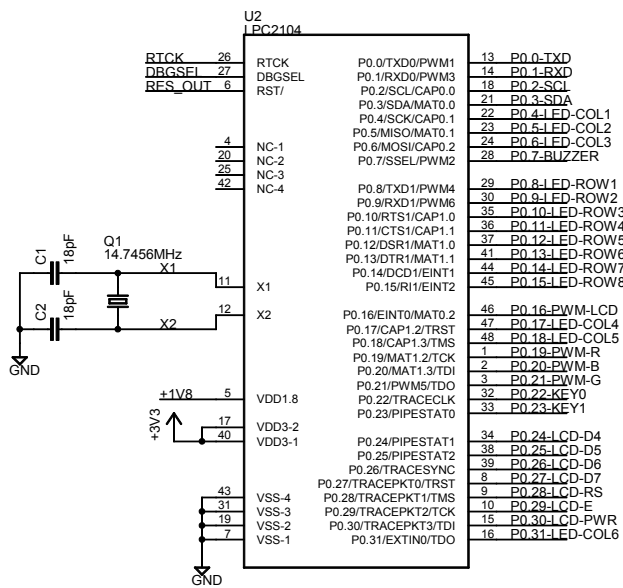 U2
LPC2104
RTCK 26 RTCK P0.0/TXD0/PWM1 13 P0.0-TXD
DBGSEL 27 DBGSEL P0.1/RXD0/PWM3 14 P0.1-RXD
RES_OUT 6 RST/ P0.2/SCL/CAP0.0 18 P0.2-SCL
P0.3/SDA/MAT0.0 21 P0.3-SDA
P0.4/SCK/CAP0.1 22 P0.4-LED-COL1
P0.5/MISO/MAT0.1 23 P0.5-LED-COL2
4 NC-1 P0.6/MOSI/CAP0.2 24 P0.6-LED-COL3
20 NC-2 P0.7/SSEL/PWM2 28 P0.7-BUZZER
25 NC-3
42 NC-4 P0.8/TXD1/PWM4 29 P0.8-LED-ROW1
P0.9/RXD1/PWM6 30 P0.9-LED-ROW2
P0.10/RTS1/CAP1.0 35 P0.10-LED-ROW3
P0.11/CTS1/CAP1.1 36 P0.11-LED-ROW4
P0.12/DSR1/MAT1.0 37 P0.12-LED-ROW5
P0.13/DTR1/MAT1.1 41 P0.13-LED-ROW6
P0.14/DCD1/EINT1 44 P0.14-LED-ROW7
P0.15/RI1/EINT2 45 P0.15-LED-ROW8
C1
18pF
Q1
14.7456MHz
X1 11 X1
C2
18pF
X2 12 X2
GND
P0.16/EINT0/MAT0.2 46 P0.16-PWM-LCD
P0.17/CAP1.2/TRST 47 P0.17-LED-COL4
P0.18/CAP1.3/TMS 48 P0.18-LED-COL5
P0.19/MAT1.2/TCK 1 P0.19-PWM-R
P0.20/MAT1.3/TDI 2 P0.20-PWM-B
P0.21/PWM5/TDO 3 P0.21-PWM-G
+1V8 5 VDD1.8 P0.22/TRACECLK 32 P0.22-KEY0
P0.23/PIPESTAT0 33 P0.23-KEY1
+3V3
17 VDD3-2
40 VDD3-1 P0.24/PIPESTAT1 34 P0.24-LCD-D4
P0.25/PIPESTAT2 38 P0.25-LCD-D5
P0.26/TRACESYNC 39 P0.26-LCD-D6
P0.27/TRACEPKT0/TRST 8 P0.27-LCD-D7
43 VSS-4 P0.28/TRACEPKT1/TMS 9 P0.28-LCD-RS
31 VSS-3 P0.29/TRACEPKT2/TCK 10 P0.29-LCD-E
19 VSS-2 P0.30/TRACEPKT3/TDI 15 P0.30-LCD-PWR
7 VSS-1 P0.31/EXTIN0/TDO 16 P0.31-LED-COL6
GND